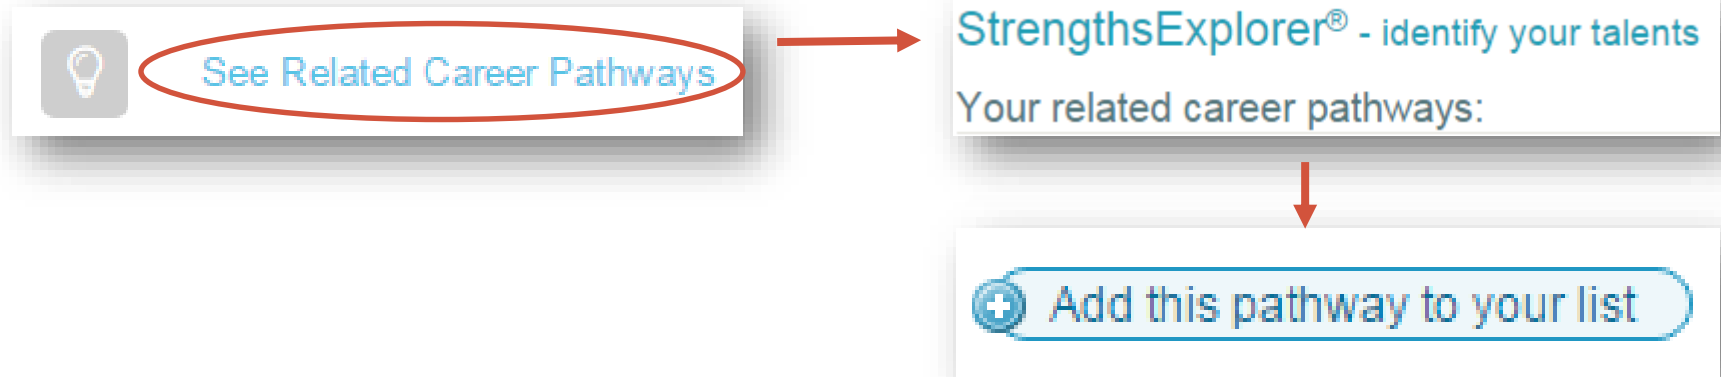 See Related Career Pathways
StrengthsExplorer® - identify your talents
Your related career pathways:
Add this pathway to your list